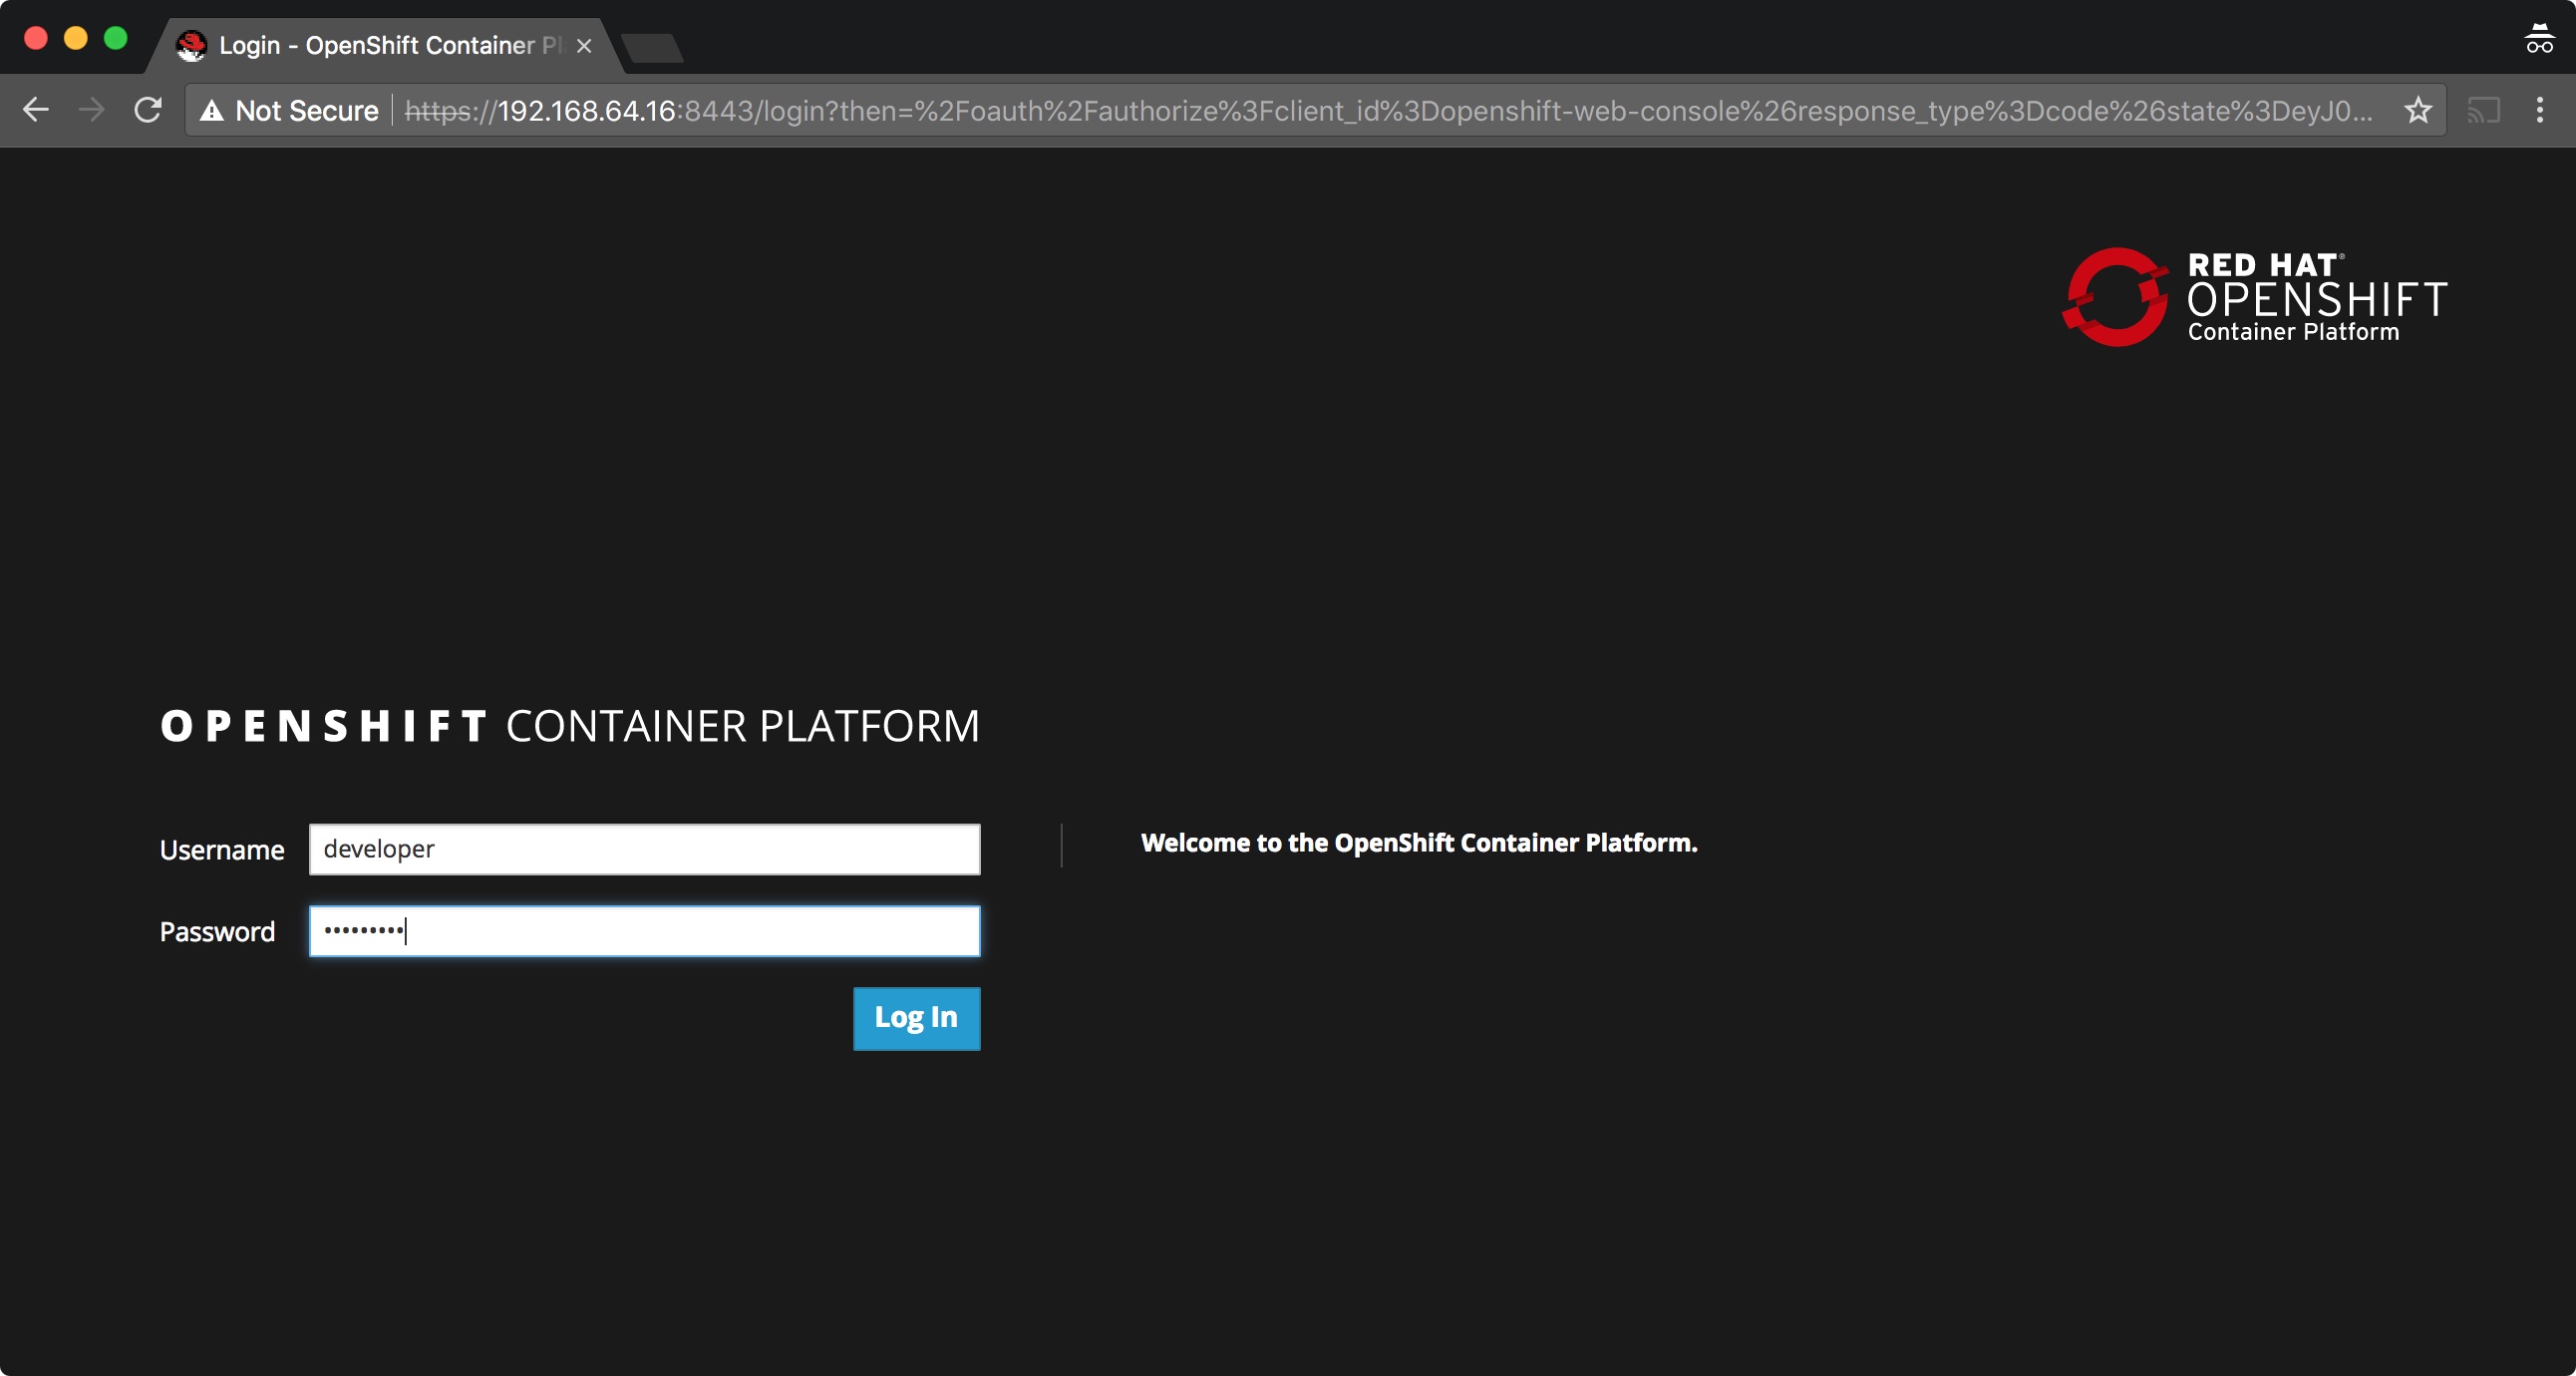 Login - OpenShift Container Pl
Not Secure https://192.168.64.16:8443/login?then=%2Foauth%2Fauthorize%3Fclient_id%3Dopenshift-web-console%26response_type%3Dcode%26state%3DeyJ0...
RED HAT®
OPENSHIFT
Container Platform
OPENSHIFT CONTAINER PLATFORM
Username developer
Welcome to the OpenShift Container Platform.
Password •••••••••
Log In